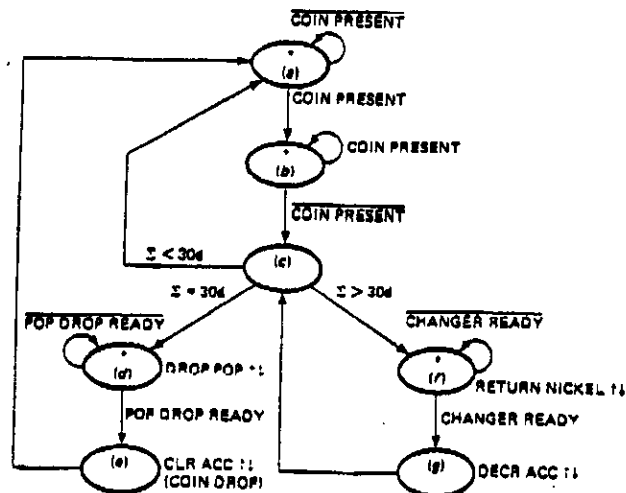 COIN PRESENT
*
(a)
COIN PRESENT
*
(b)
COIN PRESENT
COIN PRESENT
(c)
Σ < 30¢
Σ = 30¢
Σ > 30¢
POP DROP READY
CHANGER READY
*
(d)
DROP POP ↑↓
*
(f)
RETURN NICKEL ↑↓
POP DROP READY
CHANGER READY
(e)
CLR ACC ↑↓
(COIN DROP)
(g)
DECR ACC ↑↓